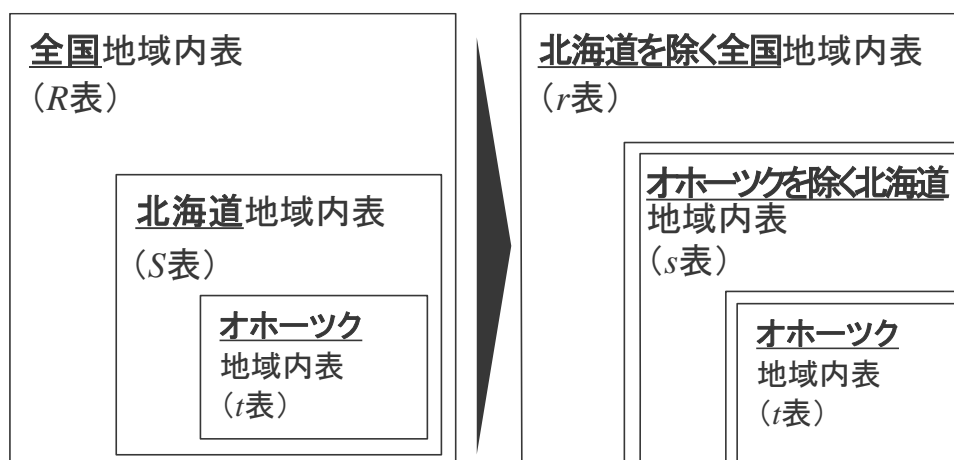 全国地域内表
（R表）
北海道地域内表
（S表）
オホーツク
地域内表
（t表）
北海道を除く全国地域内表
（r表）
オホーツクを除く北海道
地域内表
（s表）
オホーツク
地域内表
（t表）